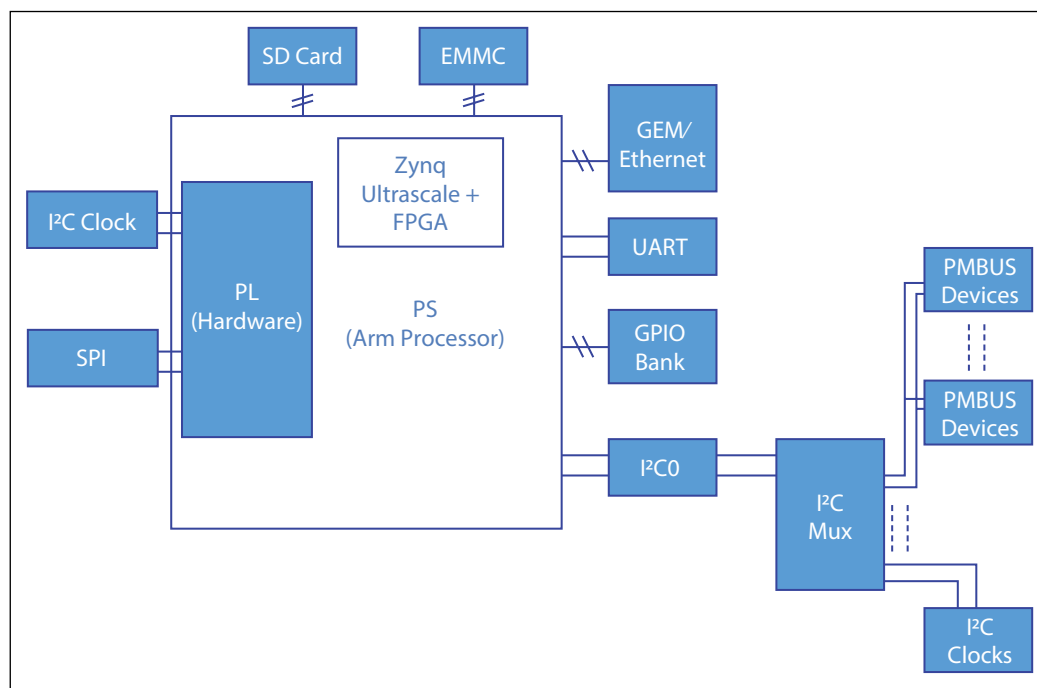 SD Card
EMMC
GEM/
Ethernet
Zynq
Ultrascale +
FPGA
I²C Clock
UART
PL
(Hardware)
PS
(Arm Processor)
SPI
GPIO
Bank
PMBUS
Devices
PMBUS
Devices
I²C0
I²C
Mux
I²C
Clocks